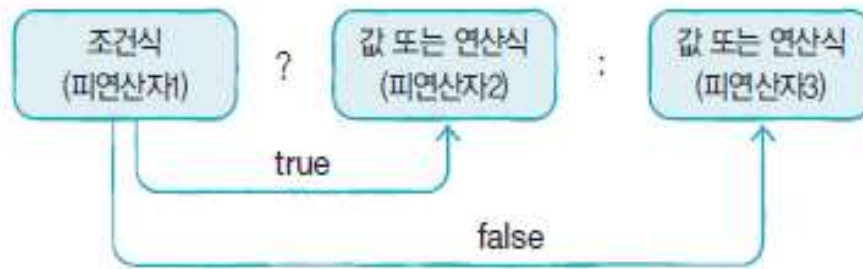 조건식 ? 값 또는 연산식 : 값 또는 연산식
(피연산자1) (피연산자2) (피연산자3)
true
false